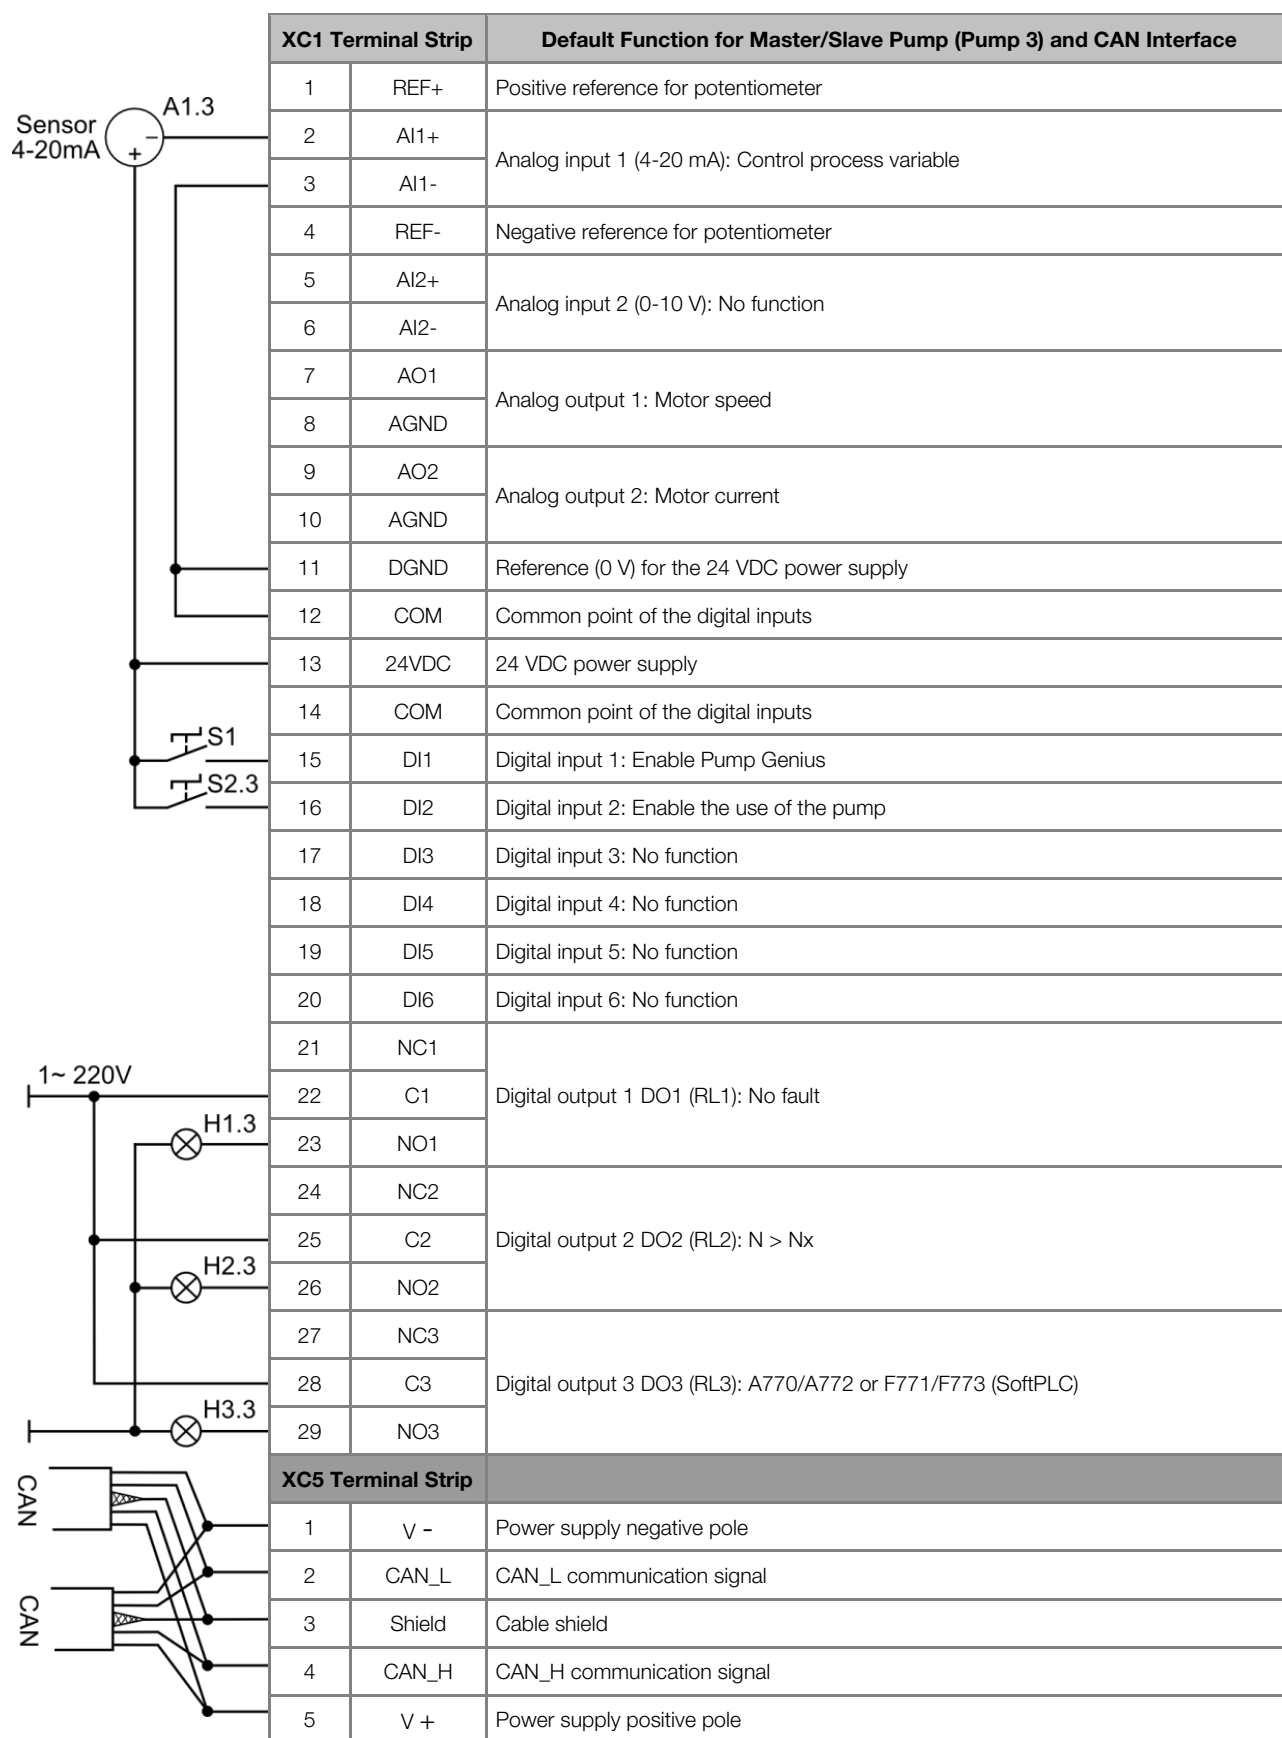 XC1 Terminal Strip Default Function for Master/Slave Pump (Pump 3) and CAN Interface
1 REF+ Positive reference for potentiometer
A1.3
Sensor
4-20mA
- +
2 AI1+
Analog input 1 (4-20 mA): Control process variable
3 AI1-
4 REF- Negative reference for potentiometer
5 AI2+
Analog input 2 (0-10 V): No function
6 AI2-
7 AO1
Analog output 1: Motor speed
8 AGND
9 AO2
Analog output 2: Motor current
10 AGND
11 DGND Reference (0 V) for the 24 VDC power supply
12 COM Common point of the digital inputs
13 24VDC 24 VDC power supply
14 COM Common point of the digital inputs
S1
15 DI1 Digital input 1: Enable Pump Genius
S2.3
16 DI2 Digital input 2: Enable the use of the pump
17 DI3 Digital input 3: No function
18 DI4 Digital input 4: No function
19 DI5 Digital input 5: No function
20 DI6 Digital input 6: No function
21 NC1
1~ 220V
22 C1 Digital output 1 DO1 (RL1): No fault
H1.3
23 NO1
24 NC2
25 C2 Digital output 2 DO2 (RL2): N > Nx
H2.3
26 NO2
27 NC3
28 C3 Digital output 3 DO3 (RL3): A770/A772 or F771/F773 (SoftPLC)
H3.3
29 NO3
XC5 Terminal Strip
CAN
1 V - Power supply negative pole
2 CAN_L CAN_L communication signal
CAN
3 Shield Cable shield
4 CAN_H CAN_H communication signal
5 V + Power supply positive pole